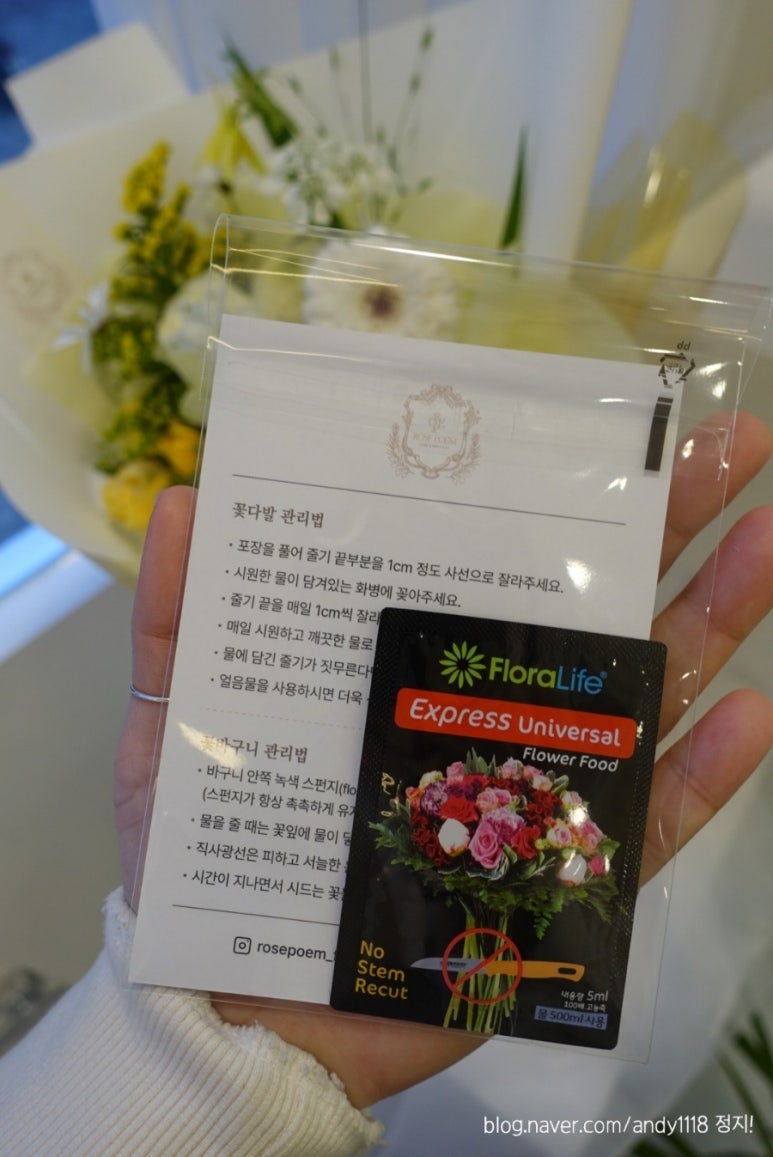 PP
ROSE POEM
꽃다발 관리법
• 포장을 풀어 줄기 끝부분을 1cm 정도 사선으로 잘라주세요.
• 시원한 물이 담겨있는 화병에 꽂아주세요.
• 줄기 끝을 매일 1cm씩 잘라
• 매일 시원하고 깨끗한 물로
• 물에 담긴 줄기가 짓무른다
• 얼음물을 사용하시면 더욱
꽃바구니 관리법
• 바구니 안쪽 녹색 스펀지(flo
(스펀지가 항상 촉촉하게 유지
• 물을 줄 때는 꽃잎에 물이
• 직사광선은 피하고 서늘한
• 시간이 지나면서 시드는 꽃
rosepoem_
FloraLife®
Express Universal
Flower Food
No
Stem
Recut
내용량 5ml
100배 고농축
물 500ml 사용
blog.naver.com/andy1118 정지!